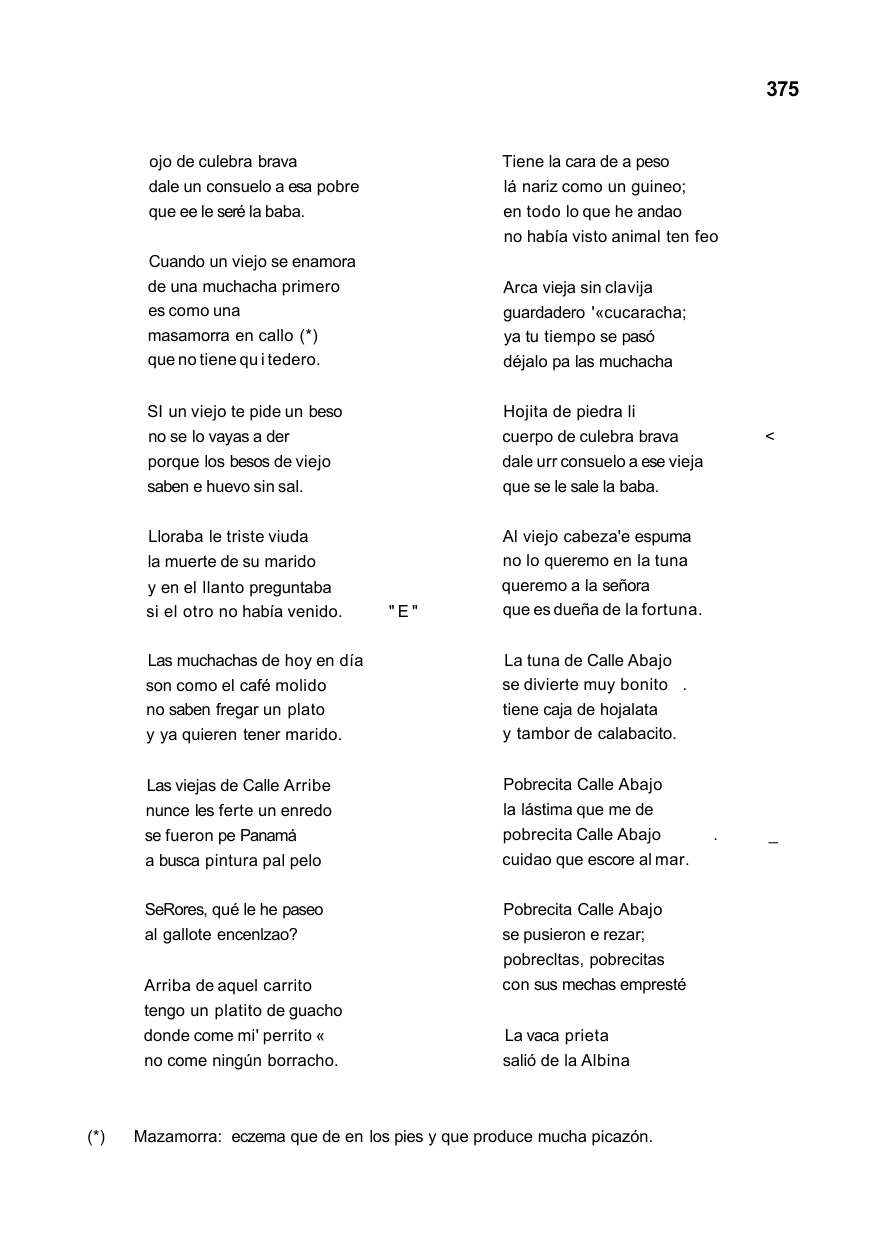 375
ojo de culebra brava
dale un consuelo a esa pobre
que ee le seré la baba.
Cuando un viejo se enamora
de una muchacha primero
es como una
masamorra en callo (*)
que no tiene qu i tedero.
SI un viejo te pide un beso
no se lo vayas a der
porque los besos de viejo
saben e huevo sin sal.
Lloraba le triste viuda
la muerte de su marido
y en el llanto preguntaba
si el otro no había venido. "E"
Las muchachas de hoy en día
son como el café molido
no saben fregar un plato
y ya quieren tener marido.
Las viejas de Calle Arribe
nunce les ferte un enredo
se fueron pe Panamá
a busca pintura pal pelo
SeRores, qué le he paseo
al gallote encenlzao?
Arriba de aquel carrito
tengo un platito de guacho
donde come mi' perrito «
no come ningún borracho.
Tiene la cara de a peso
lá nariz como un guineo;
en todo lo que he andao
no había visto animal ten feo
Arca vieja sin clavija
guardadero '«cucaracha;
ya tu tiempo se pasó
déjalo pa las muchacha
Hojita de piedra li
cuerpo de culebra brava <
dale urr consuelo a ese vieja
que se le sale la baba.
Al viejo cabeza'e espuma
no lo queremo en la tuna
queremo a la señora
que es dueña de la fortuna.
La tuna de Calle Abajo
se divierte muy bonito .
tiene caja de hojalata
y tambor de calabacito.
Pobrecita Calle Abajo
la lástima que me de
pobrecita Calle Abajo . _
cuidao que escore al mar.
Pobrecita Calle Abajo
se pusieron e rezar;
pobrecltas, pobrecitas
con sus mechas empresté
La vaca prieta
salió de la Albina
(*) Mazamorra: eczema que de en los pies y que produce mucha picazón.